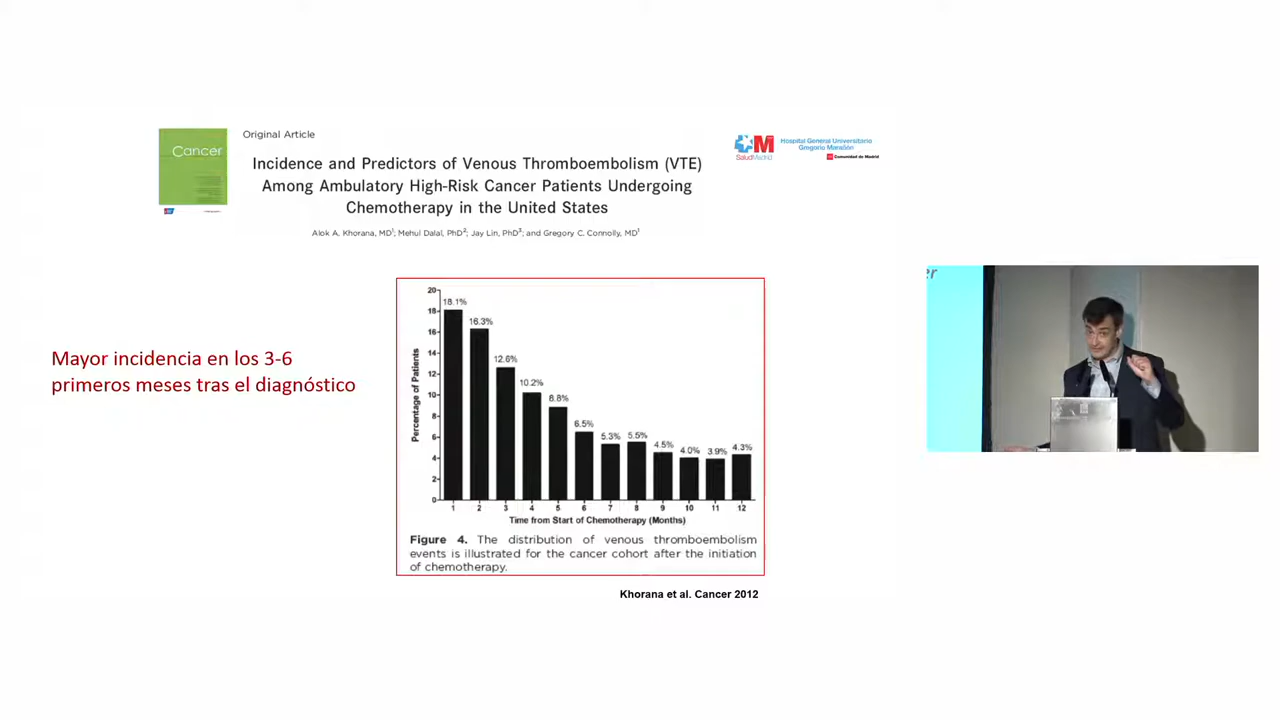 Cancer
Original Article
Incidence and Predictors of Venous Thromboembolism (VTE)
Among Ambulatory High-Risk Cancer Patients Undergoing
Chemotherapy in the United States
Alok A. Khorana, MD1; Mehul Dalal, PhD2; Jay Lin, PhD3; and Gregory C. Connolly, MD1
SaludMadrid
Hospital General Universitario
Gregorio Marañón
Comunidad de Madrid
er
Mayor incidencia en los 3-6
primeros meses tras el diagnóstico
Percentage of Patients
20
18
16
14
12
10
8
6
4
2
0
18.1%
16.3%
12.6%
10.2%
8.8%
6.5%
5.3%
5.5%
4.5%
4.0%
3.9%
4.3%
1 2 3 4 5 6 7 8 9 10 11 12
Time from Start of Chemotherapy (Months)
Figure 4. The distribution of venous thromboembolism
events is illustrated for the cancer cohort after the initiation
of chemotherapy.
Khorana et al. Cancer 2012